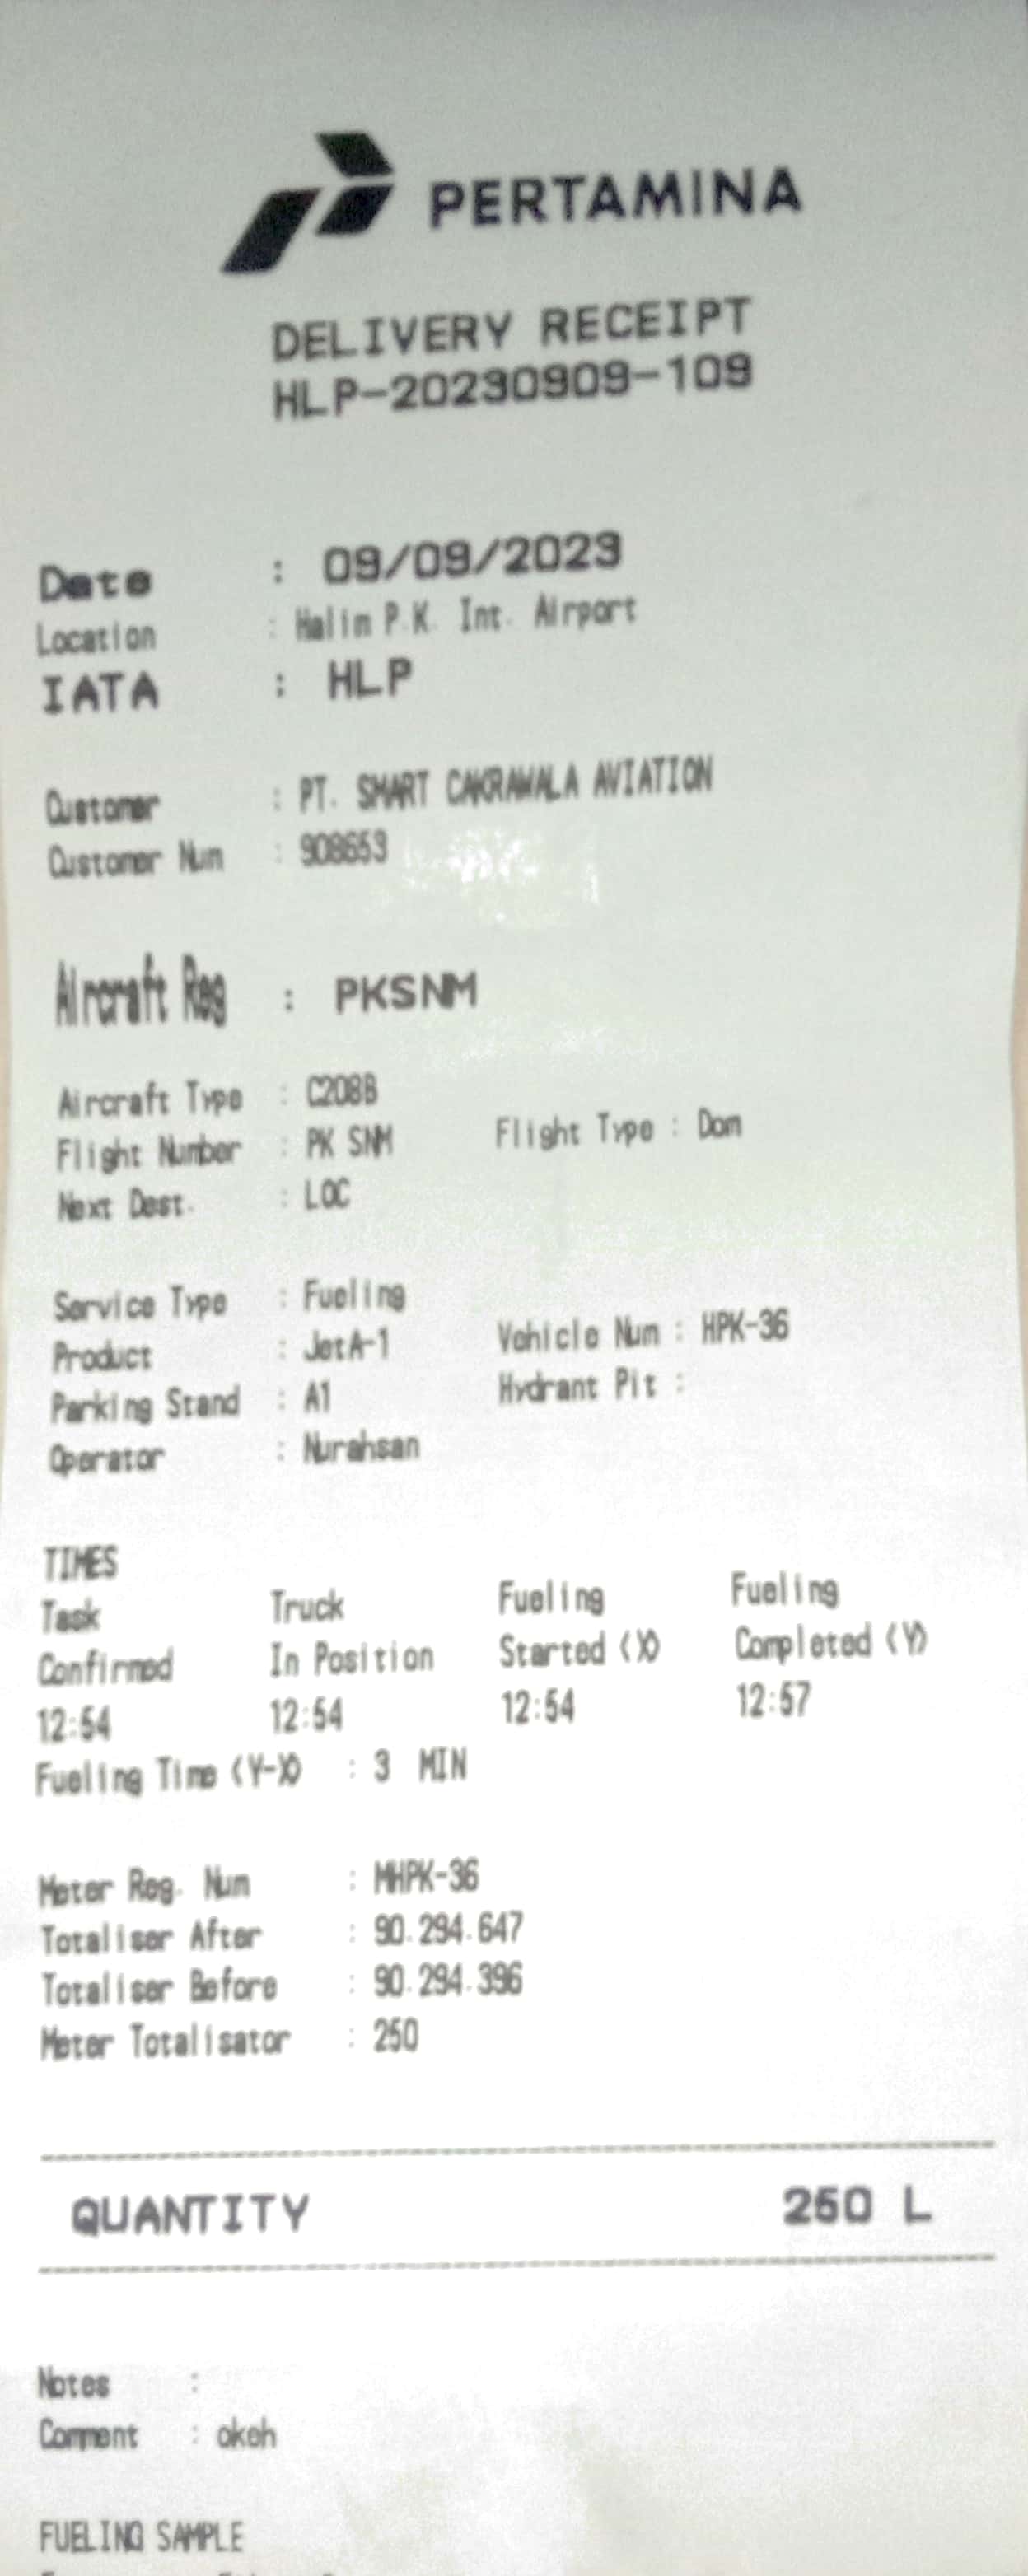 PERTAMINA
DELIVERY RECEIPT
HLP-20230909-109
Date : 09/09/2023
Location : Halim P.K. Int. Airport
IATA : HLP
Customer : PT. SMART CAKRAWALA AVIATION
Customer Num : 908653
Aircraft Reg : PKSNM
Aircraft Type : C208B
Flight Number : PK SNM Flight Type : Dom
Next Dest. : LOC
Service Type : Fueling
Product : JetA-1 Vehicle Num : HPK-36
Parking Stand : A1 Hydrant Pit :
Operator : Nurahsan
TIMES
Task Truck Fueling Fueling
Confirmed In Position Started (X) Completed (Y)
12:54 12:54 12:54 12:57
Fueling Time (Y-X) : 3 MIN
Meter Reg. Num : MHPK-36
Totaliser After : 90.294.647
Totaliser Before : 90.294.396
Meter Totalisator : 250
QUANTITY 250 L
Notes :
Comment : okeh
FUELING SAMPLE